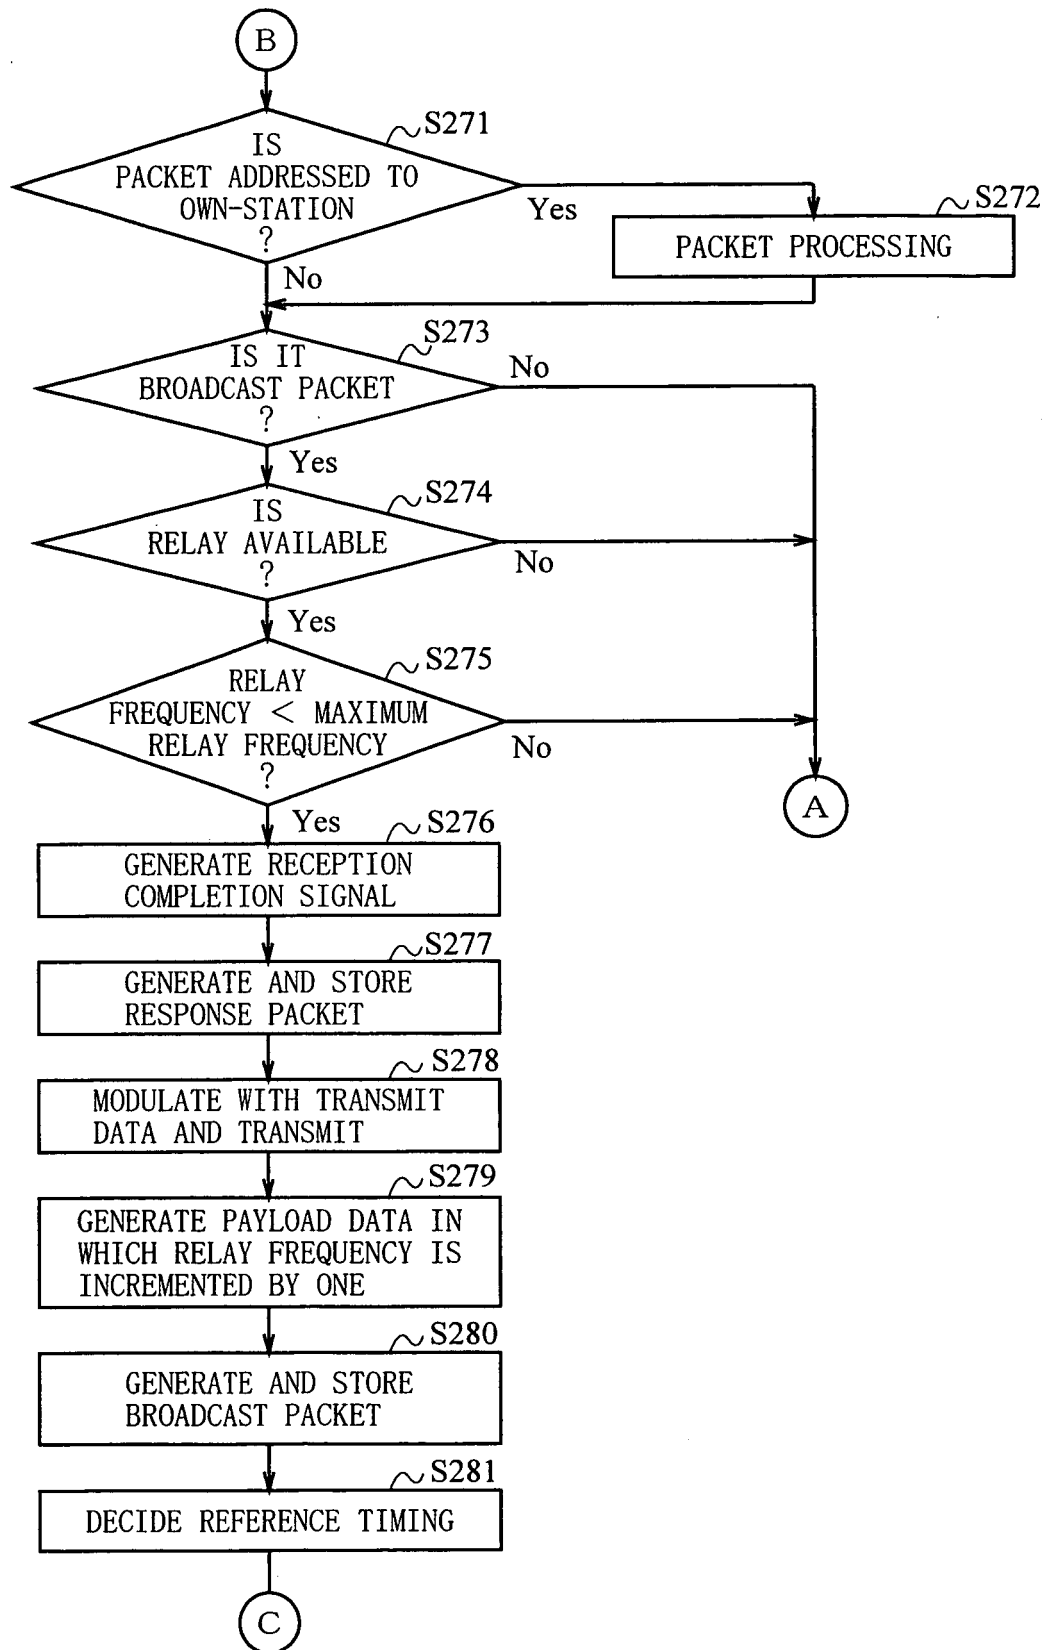 B
S271
IS
PACKET ADDRESSED TO
OWN-STATION
?
Yes
S272
PACKET PROCESSING
No
S273
IS IT
BROADCAST PACKET
?
No
Yes
S274
IS
RELAY AVAILABLE
?
No
Yes
S275
RELAY
FREQUENCY < MAXIMUM
RELAY FREQUENCY
?
No
A
Yes
S276
GENERATE RECEPTION
COMPLETION SIGNAL
S277
GENERATE AND STORE
RESPONSE PACKET
S278
MODULATE WITH TRANSMIT
DATA AND TRANSMIT
S279
GENERATE PAYLOAD DATA IN
WHICH RELAY FREQUENCY IS
INCREMENTED BY ONE
S280
GENERATE AND STORE
BROADCAST PACKET
S281
DECIDE REFERENCE TIMING
C